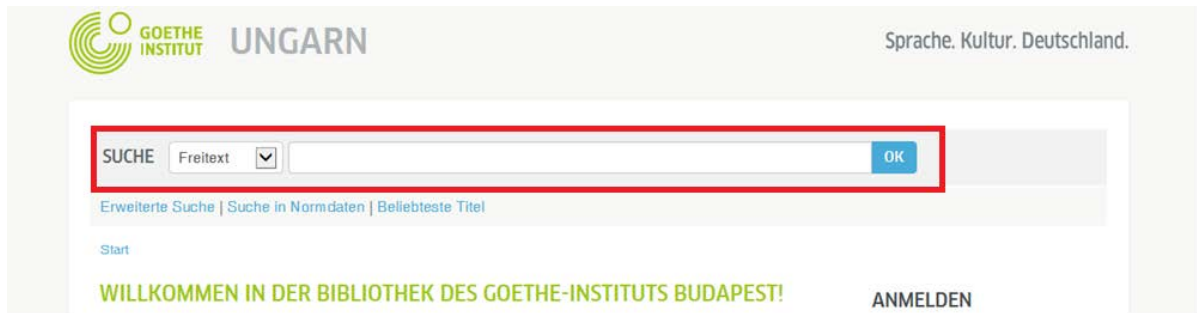 GOETHE
INSTITUT
UNGARN
Sprache. Kultur. Deutschland.
SUCHE Freitext OK
Erweiterte Suche | Suche in Normdaten | Beliebteste Titel
Start
WILLKOMMEN IN DER BIBLIOTHEK DES GOETHE-INSTITUTS BUDAPEST!
ANMELDEN